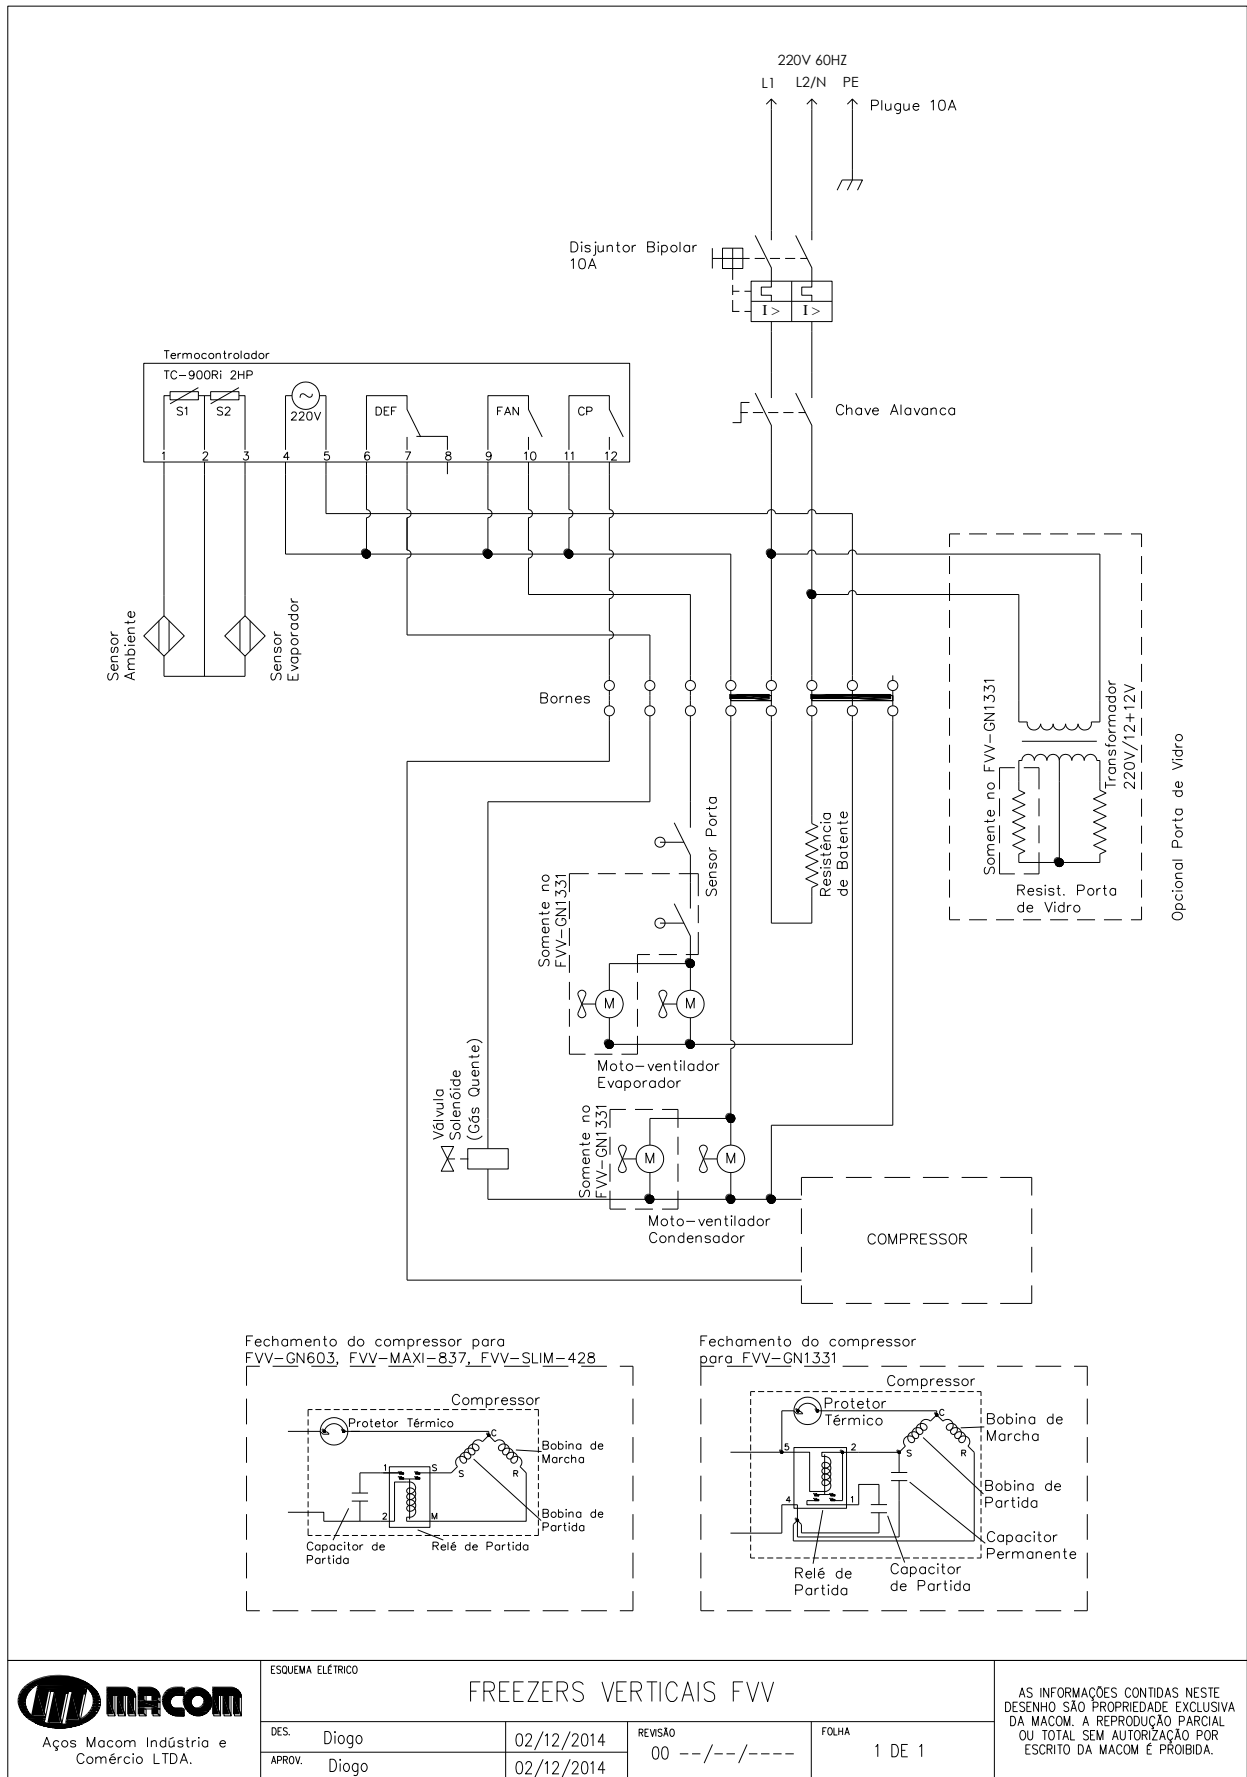 220V 60HZ
L1 L2/N PE
Plugue 10A
Disjuntor Bipolar
10A
I > I >
Termocontrolador
TC-900Ri 2HP
S1 S2 220V DEF FAN CP
1 2 3 4 5 6 7 8 9 10 11 12
Chave Alavanca
Sensor
Ambiente
Sensor
Evaporador
Bornes
Sensor Porta
Resistência
de Batente
Somente no FVV-GN1331
Transformador
220V/12+12V
Resist. Porta
de Vidro
Opcional Porta de Vidro
Somente no
FVV-GN1331
M M
Moto-ventilador
Evaporador
Válvula
Solenóide
(Gás Quente)
Somente no
FVV-GN1331
M M
Moto-ventilador
Condensador
COMPRESSOR
Fechamento do compressor para
FVV-GN603, FVV-MAXI-837, FVV-SLIM-428
Compressor
Protetor Térmico
C
Bobina de
Marcha
1 S
S R
2 M
Bobina de
Partida
Capacitor de
Partida
Relé de Partida
Fechamento do compressor
para FVV-GN1331
Compressor
Protetor
Térmico
C
Bobina de
Marcha
5 2
S R
4 1
Bobina de
Partida
Capacitor
Permanente
Relé de
Partida
Capacitor
de Partida
MACOM
Aços Macom Indústria e
Comércio LTDA.
ESQUEMA ELÉTRICO
FREEZERS VERTICAIS FVV
DES. Diogo 02/12/2014
APROV. Diogo 02/12/2014
REVISÃO
00 --/--/----
FOLHA
1 DE 1
AS INFORMAÇÕES CONTIDAS NESTE
DESENHO SÃO PROPRIEDADE EXCLUSIVA
DA MACOM. A REPRODUÇÃO PARCIAL
OU TOTAL SEM AUTORIZAÇÃO POR
ESCRITO DA MACOM É PROIBIDA.